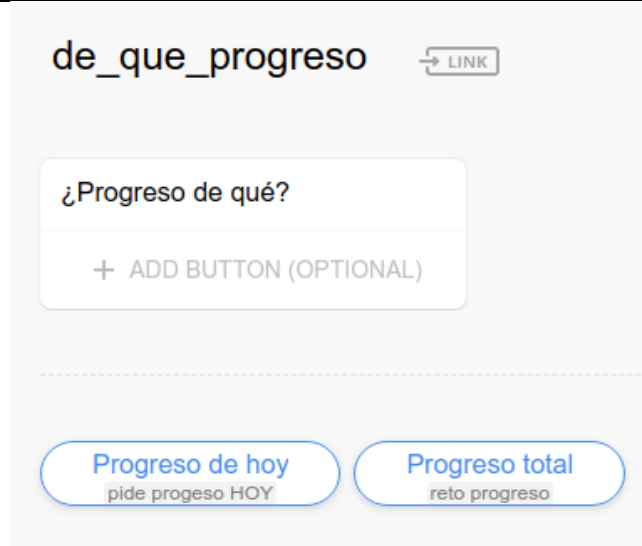 de_que_progreso LINK
¿Progreso de qué?
+ ADD BUTTON (OPTIONAL)
Progreso de hoy Progreso total
pide progeso HOY reto progreso